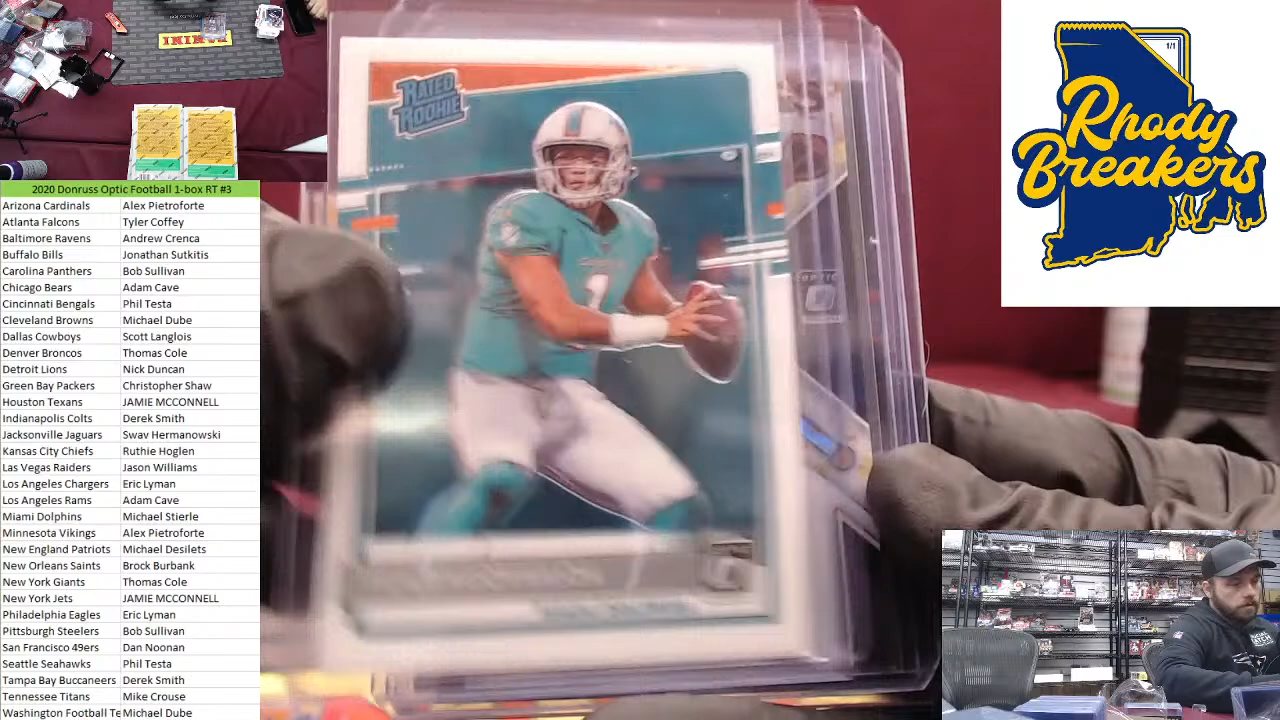 PANINI
2020 Donruss Optic Football 1-box RT #3
Arizona Cardinals Alex Pietroforte
Atlanta Falcons Tyler Coffey
Baltimore Ravens Andrew Crenca
Buffalo Bills Jonathan Sutkitis
Carolina Panthers Bob Sullivan
Chicago Bears Adam Cave
Cincinnati Bengals Phil Testa
Cleveland Browns Michael Dube
Dallas Cowboys Scott Langlois
Denver Broncos Thomas Cole
Detroit Lions Nick Duncan
Green Bay Packers Christopher Shaw
Houston Texans JAMIE MCCONNELL
Indianapolis Colts Derek Smith
Jacksonville Jaguars Swav Hermanowski
Kansas City Chiefs Ruthie Hoglen
Las Vegas Raiders Jason Williams
Los Angeles Chargers Eric Lyman
Los Angeles Rams Adam Cave
Miami Dolphins Michael Stierle
Minnesota Vikings Alex Pietroforte
New England Patriots Michael Desilets
New Orleans Saints Brock Burbank
New York Giants Thomas Cole
New York Jets JAMIE MCCONNELL
Philadelphia Eagles Eric Lyman
Pittsburgh Steelers Bob Sullivan
San Francisco 49ers Dan Noonan
Seattle Seahawks Phil Testa
Tampa Bay Buccaneers Derek Smith
Tennessee Titans Mike Crouse
Washington Football Te Michael Dube
RATED
ROOKIE
1
OPTIC
1/1
Rhody
Breakers